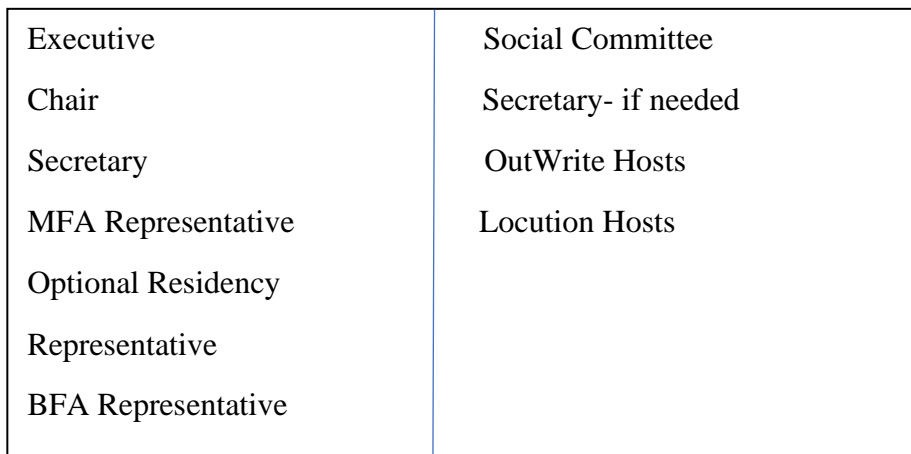 Executive
Chair
Secretary
MFA Representative
Optional Residency
Representative
BFA Representative
Social Committee
Secretary- if needed
OutWrite Hosts
Locution Hosts